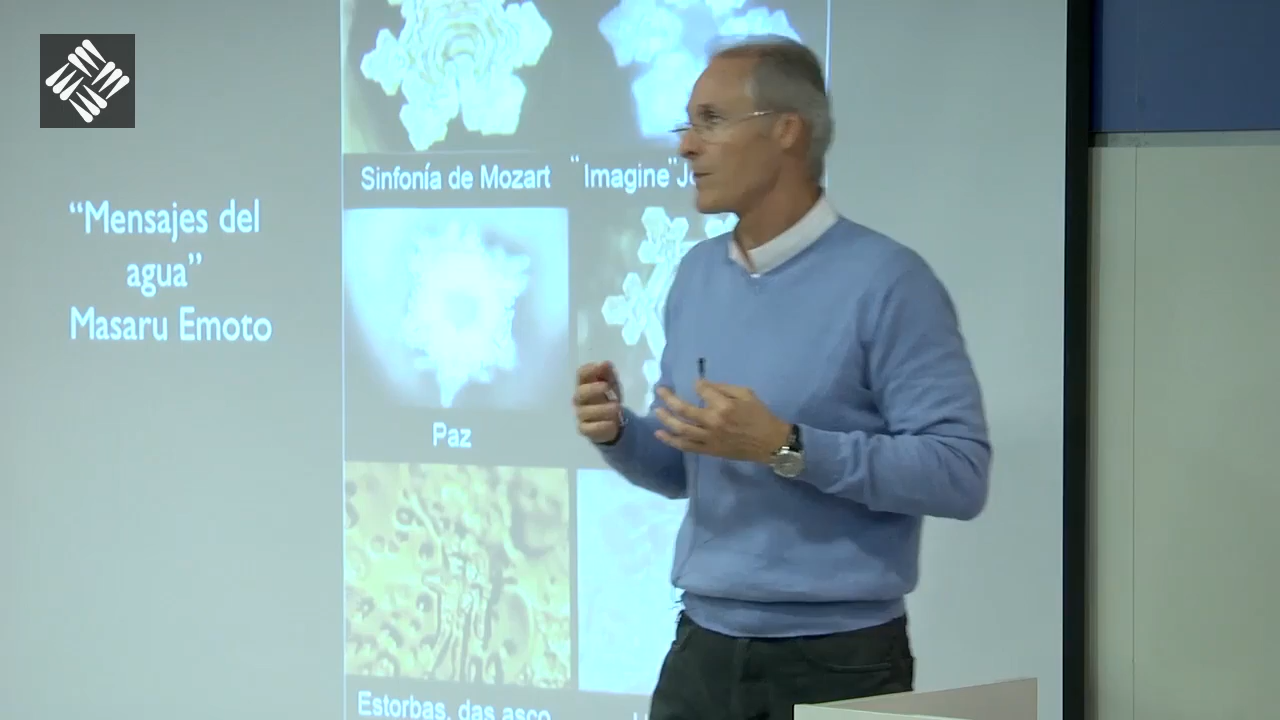 “Mensajes del
agua”
Masaru Emoto
Sinfonía de Mozart
“Imagine”
Paz
Estorbas, das asco